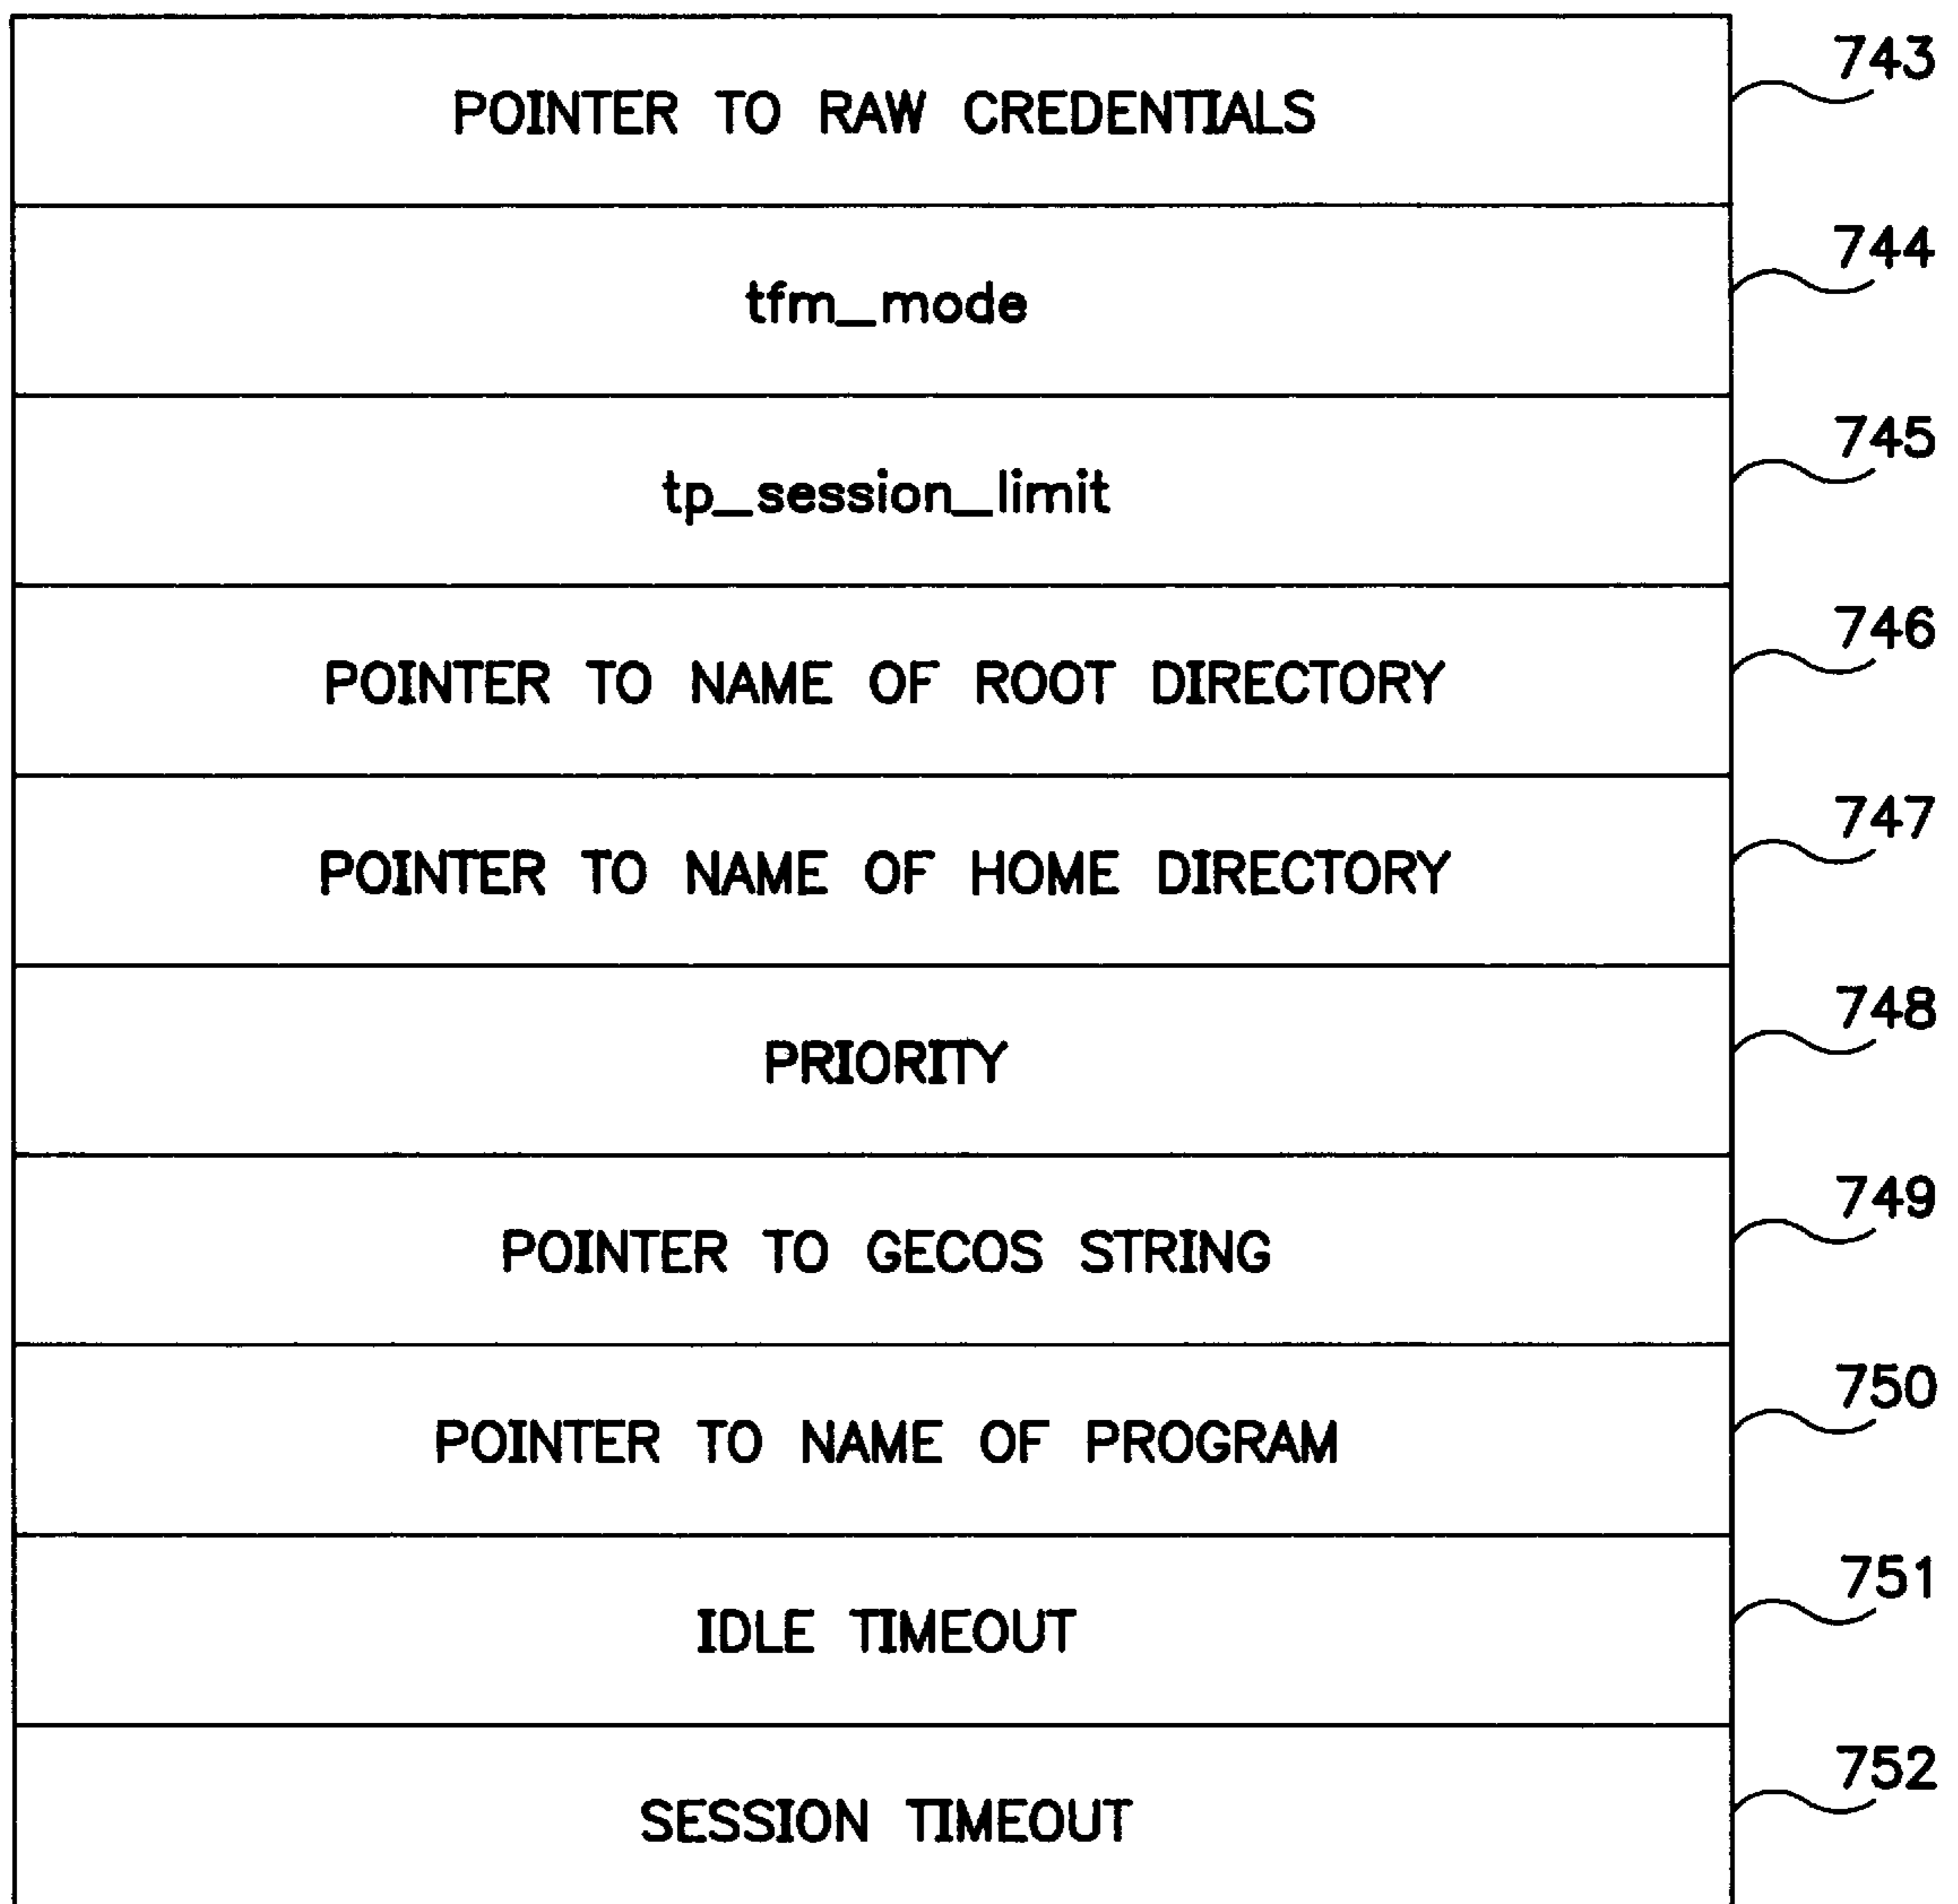 743
POINTER TO RAW CREDENTIALS
744
tfm_mode
745
tp_session_limit
746
POINTER TO NAME OF ROOT DIRECTORY
747
POINTER TO NAME OF HOME DIRECTORY
748
PRIORITY
749
POINTER TO GECOS STRING
750
POINTER TO NAME OF PROGRAM
751
IDLE TIMEOUT
752
SESSION TIMEOUT